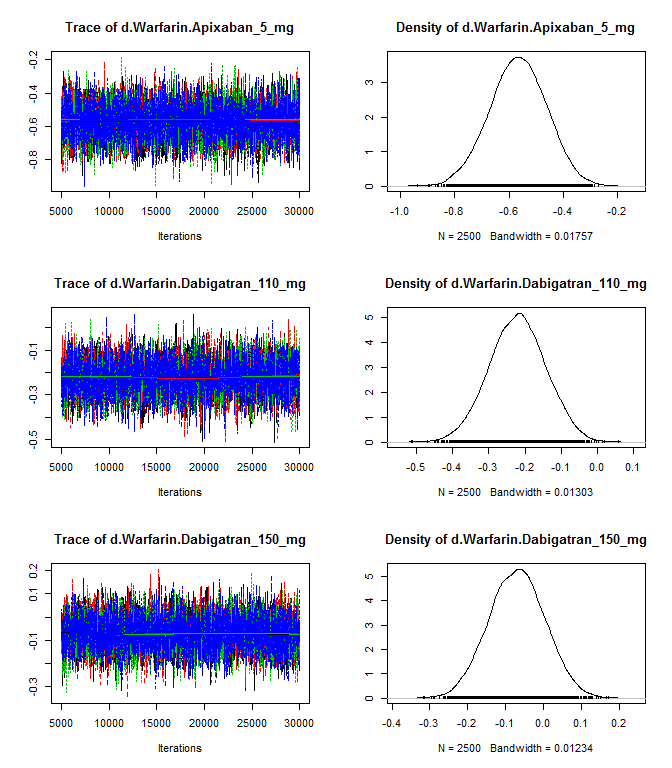 Trace of d.Warfarin.Apixaban_5_mg
-0.2
-0.4
-0.6
-0.8
5000 10000 15000 20000 25000 30000
Iterations
Density of d.Warfarin.Apixaban_5_mg
3
2
1
0
-1.0 -0.8 -0.6 -0.4 -0.2
N = 2500 Bandwidth = 0.01757
Trace of d.Warfarin.Dabigatran_110_mg
-0.1
-0.3
-0.5
5000 10000 15000 20000 25000 30000
Iterations
Density of d.Warfarin.Dabigatran_110_mg
5
4
3
2
1
0
-0.5 -0.4 -0.3 -0.2 -0.1 0.0 0.1
N = 2500 Bandwidth = 0.01303
Trace of d.Warfarin.Dabigatran_150_mg
0.2
0.1
-0.1
-0.3
5000 10000 15000 20000 25000 30000
Iterations
Density of d.Warfarin.Dabigatran_150_mg
5
4
3
2
1
0
-0.4 -0.3 -0.2 -0.1 0.0 0.1 0.2
N = 2500 Bandwidth = 0.01234